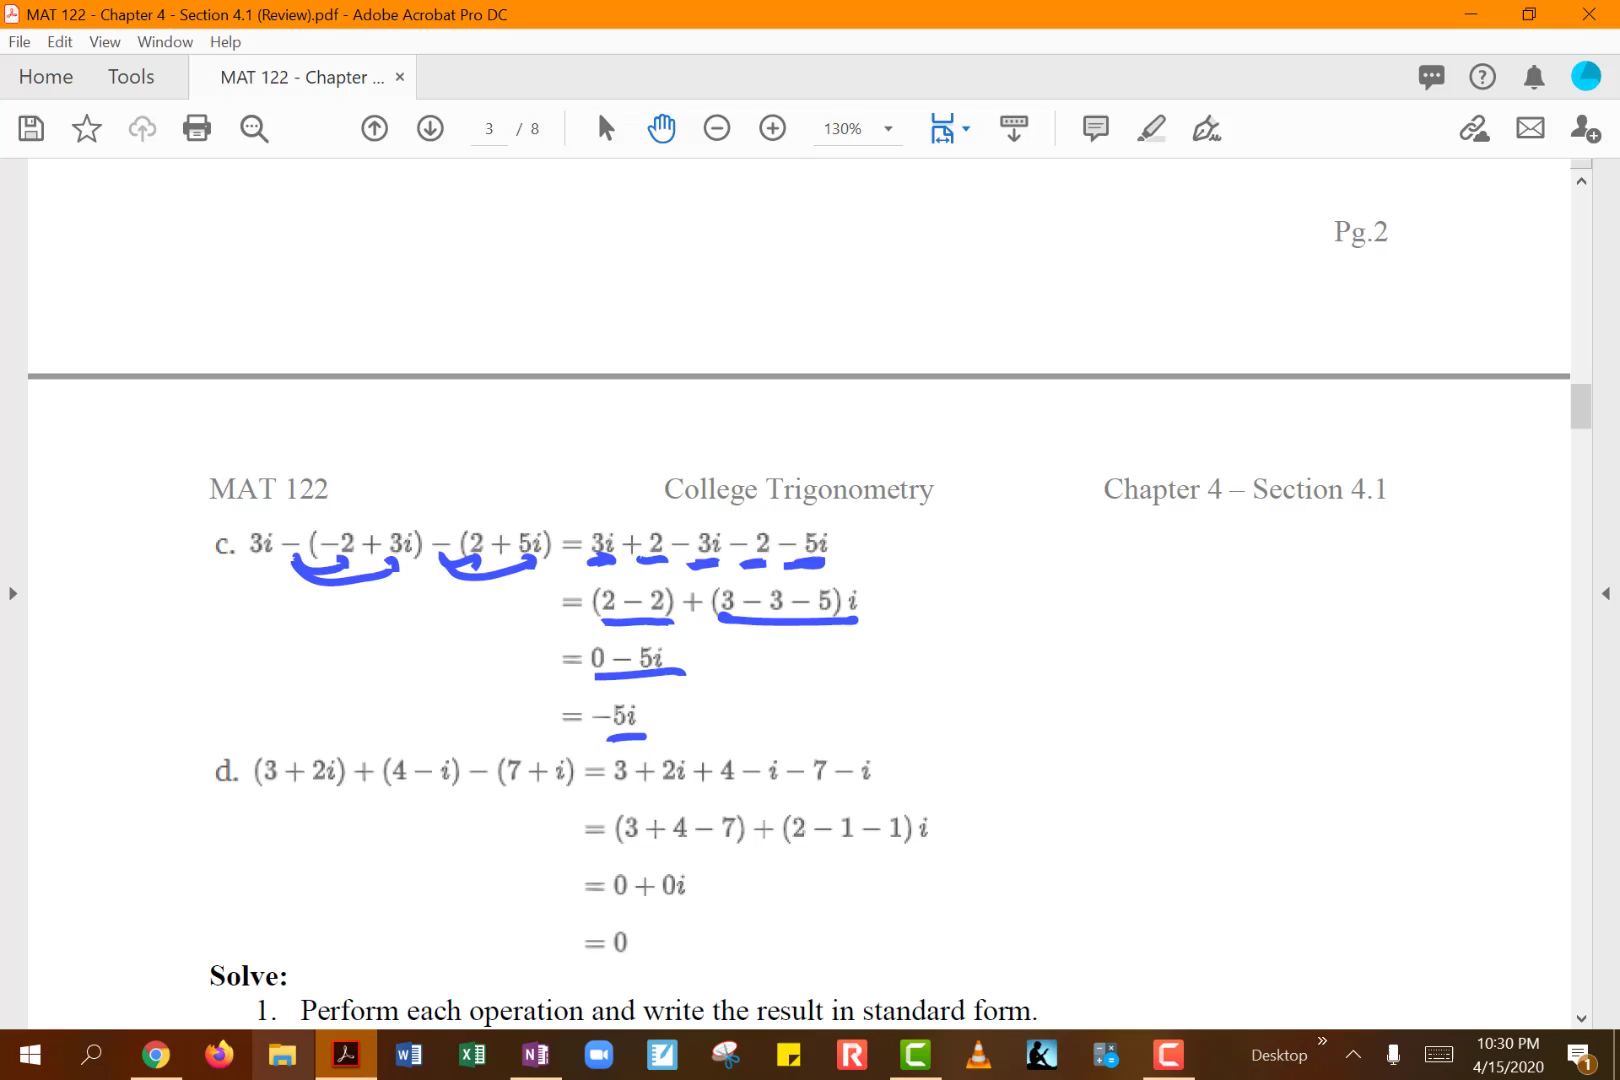 MAT 122 - Chapter 4 - Section 4.1 (Review).pdf - Adobe Acrobat Pro DC
File Edit View Window Help
Home Tools MAT 122 - Chapter ... ×
3 / 8 130%
Pg.2
MAT 122 College Trigonometry Chapter 4 – Section 4.1
c. 3i − (−2 + 3i) − (2 + 5i) = 3i + 2 − 3i − 2 − 5i
= (2 − 2) + (3 − 3 − 5) i
= 0 − 5i
= −5i
d. (3 + 2i) + (4 − i) − (7 + i) = 3 + 2i + 4 − i − 7 − i
= (3 + 4 − 7) + (2 − 1 − 1) i
= 0 + 0i
= 0
Solve:
1. Perform each operation and write the result in standard form.
Desktop » 10:30 PM
4/15/2020 1